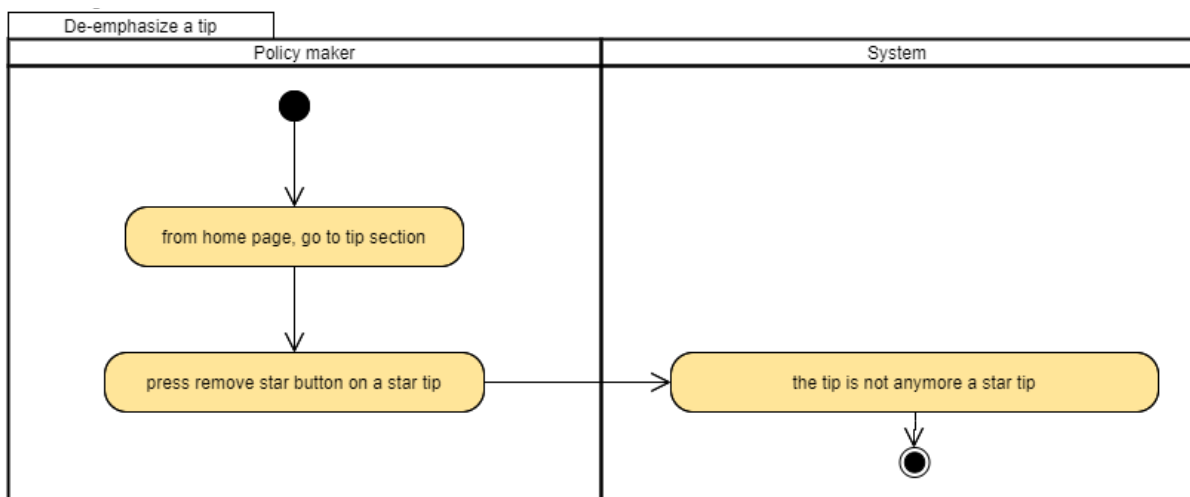 De-emphasize a tip
Policy maker
System
from home page, go to tip section
press remove star button on a star tip
the tip is not anymore a star tip